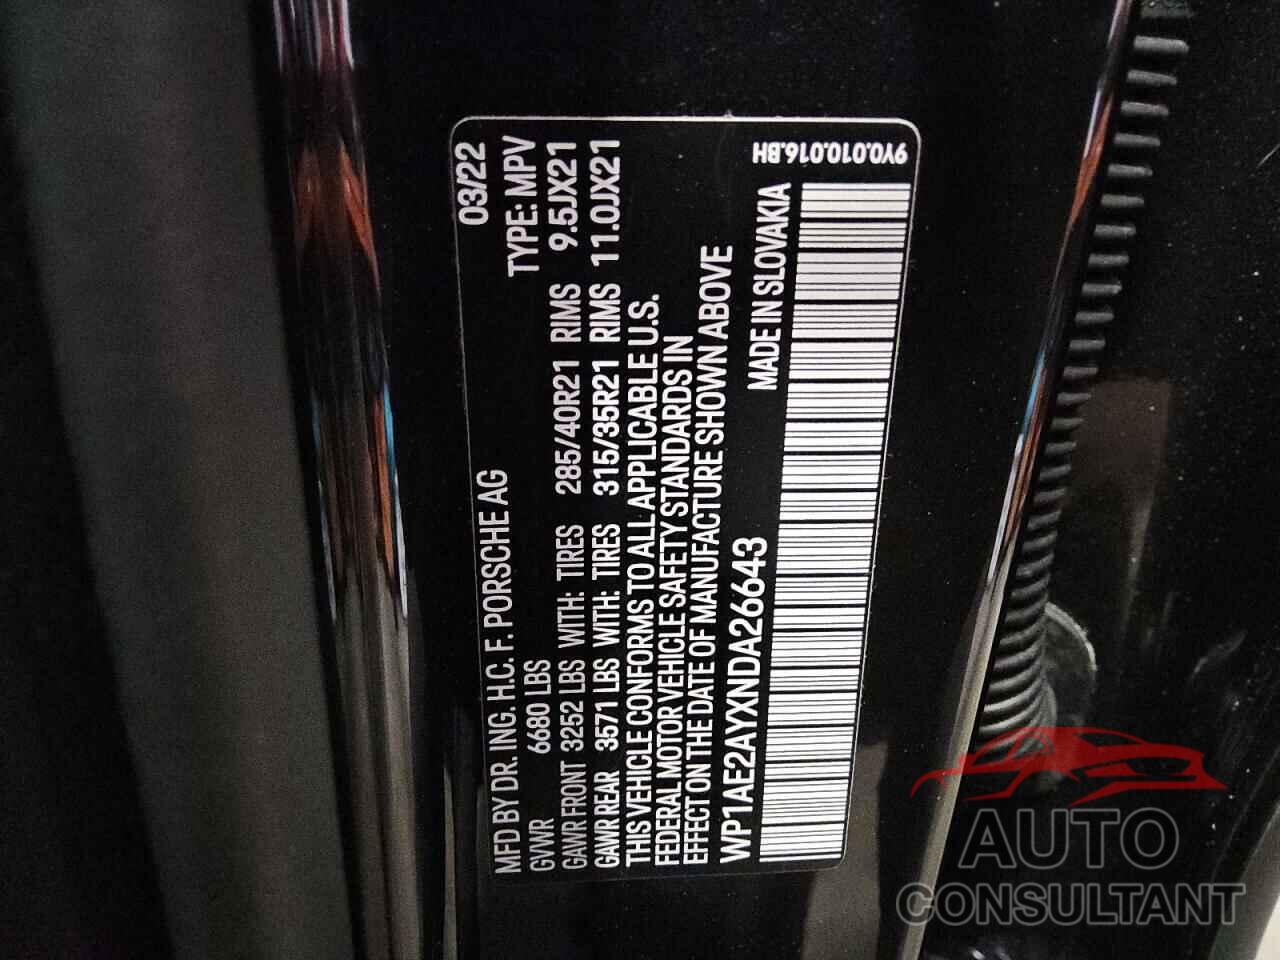 MFD BY DR. ING. H.C. F. PORSCHE AG 03/22
GVWR 6680 LBS TYPE: MPV
GAWR FRONT 3252 LBS WITH: TIRES 285/40R21 RIMS 9.5JX21
GAWR REAR 3571 LBS WITH: TIRES 315/35R21 RIMS 11.0JX21
THIS VEHICLE CONFORMS TO ALL APPLICABLE U.S.
FEDERAL MOTOR VEHICLE SAFETY STANDARDS IN
EFFECT ON THE DATE OF MANUFACTURE SHOWN ABOVE
WP1AE2AYXNDA26643
MADE IN SLOVAKIA
9Y0.010.016.BH
AUTO
CONSULTANT